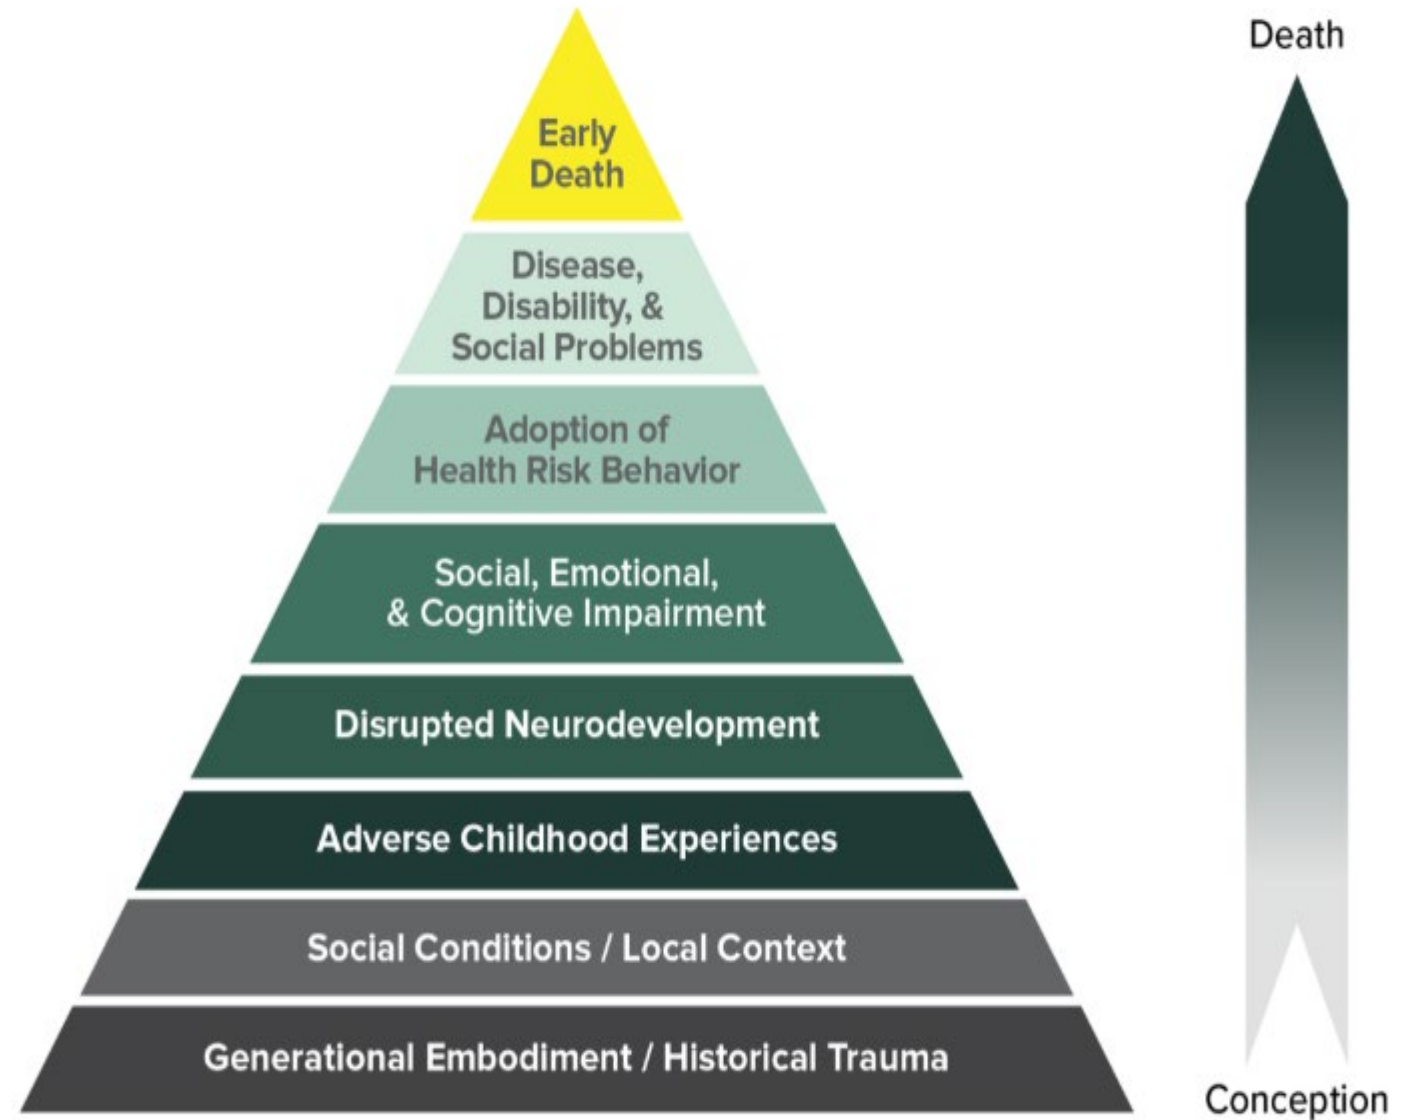 Early
Death
Disease,
Disability, &
Social Problems
Adoption of
Health Risk Behavior
Social, Emotional,
& Cognitive Impairment
Disrupted Neurodevelopment
Adverse Childhood Experiences
Social Conditions / Local Context
Generational Embodiment / Historical Trauma
Death
Conception